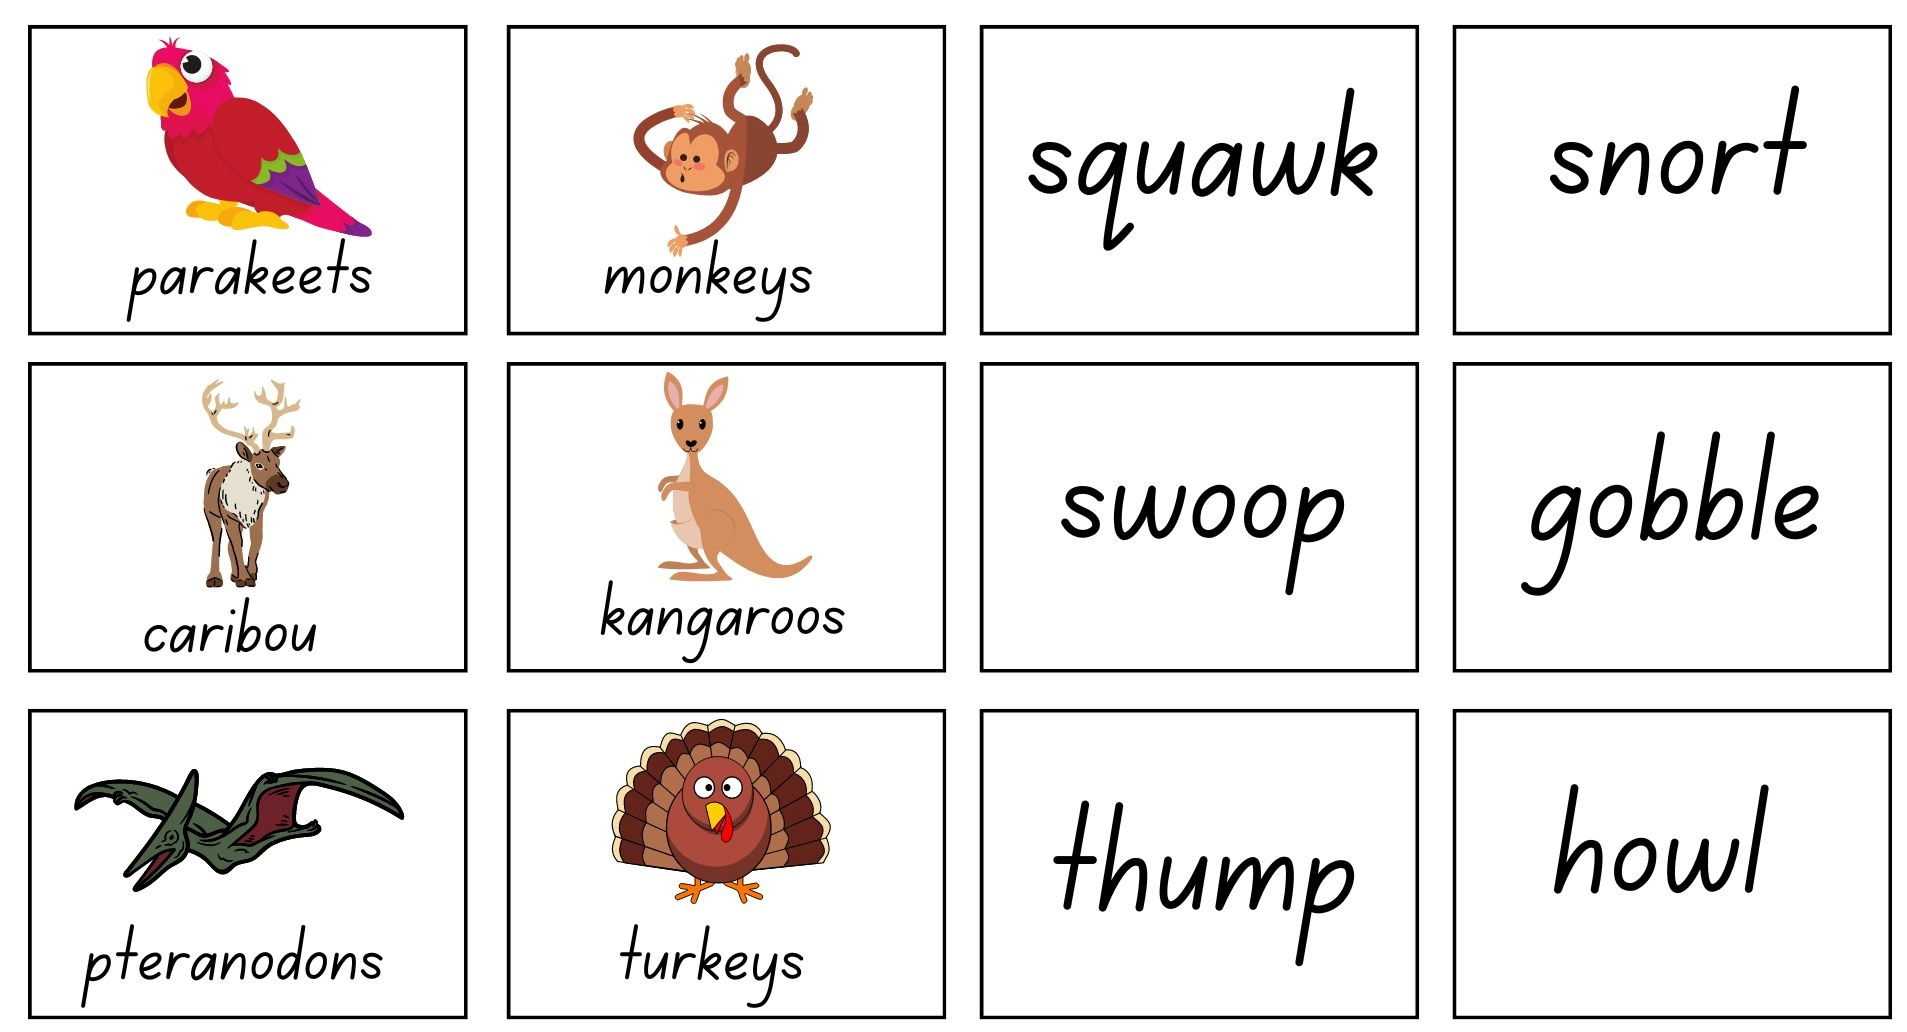 parakeets
monkeys
squawk
snort
caribou
kangaroos
swoop
gobble
pteranodons
turkeys
thump
howl